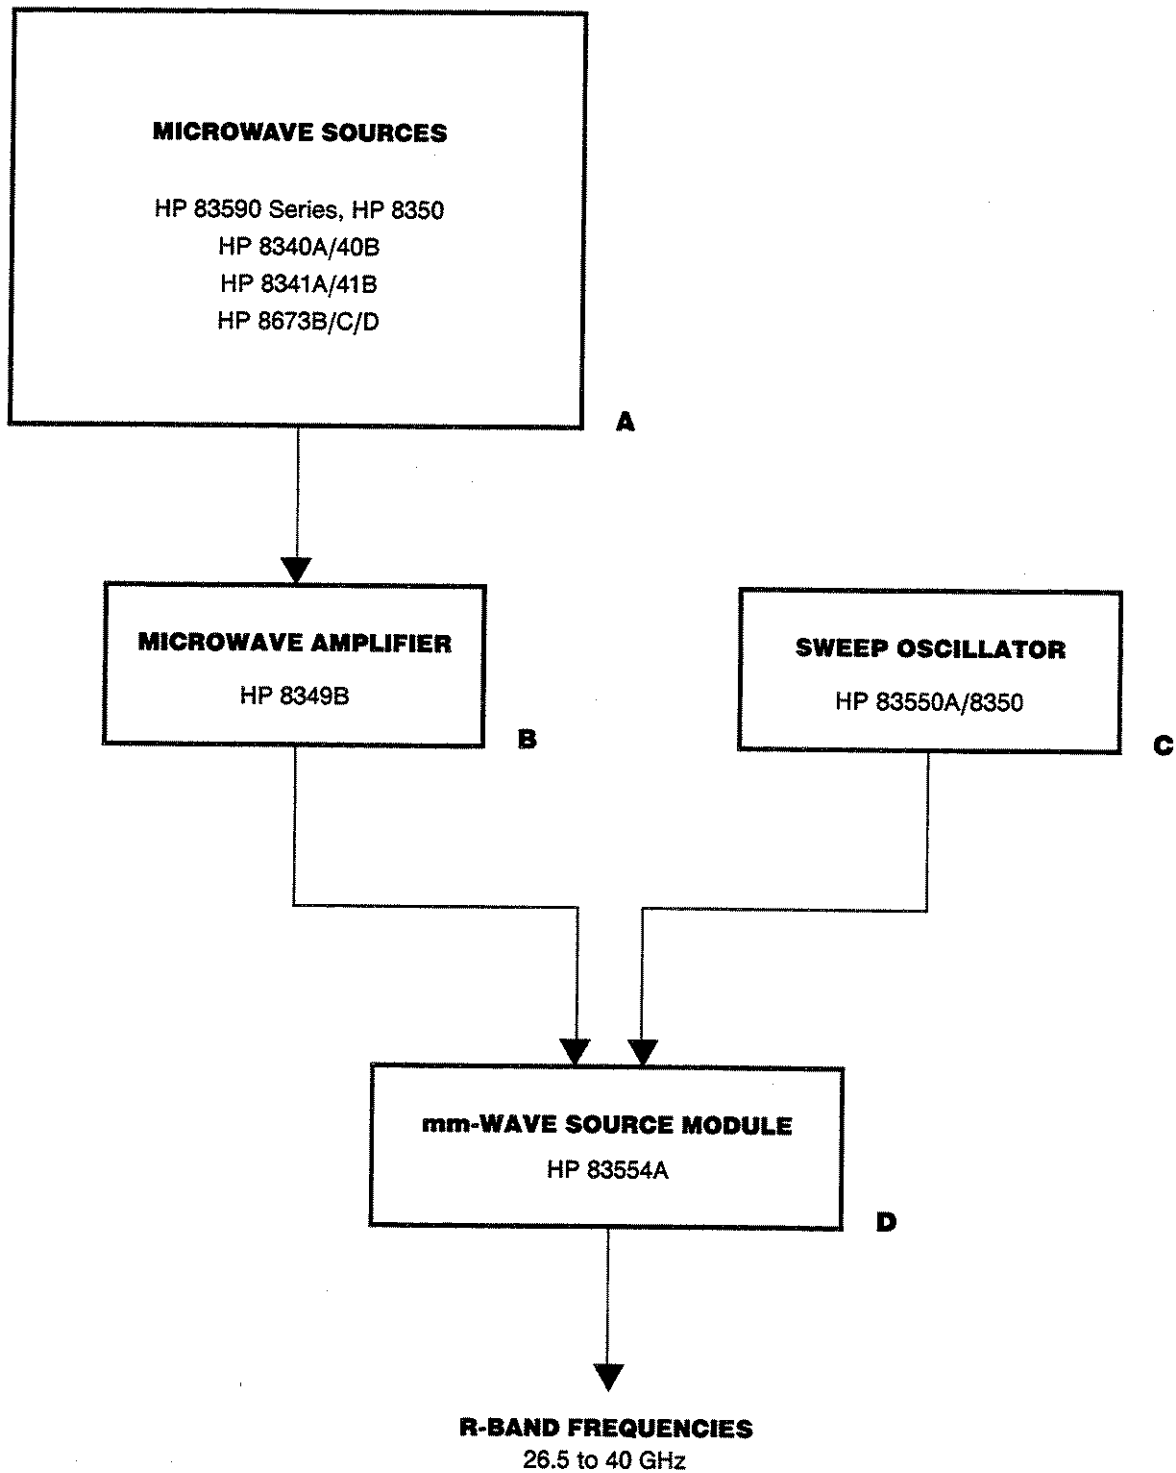 MICROWAVE SOURCES
HP 83590 Series, HP 8350
HP 8340A/40B
HP 8341A/41B
HP 8673B/C/D
A
MICROWAVE AMPLIFIER
HP 8349B
B
SWEEP OSCILLATOR
HP 83550A/8350
C
mm-WAVE SOURCE MODULE
HP 83554A
D
R-BAND FREQUENCIES
26.5 to 40 GHz